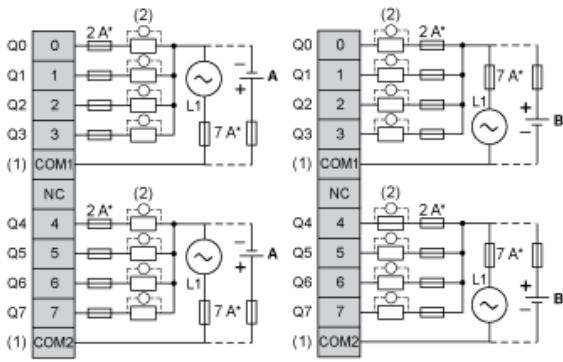 (2) (2)
Q0 0 2 A* Q0 0 2 A*
Q1 1 − A Q1 1 7 A*
Q2 2 + Q2 2 +
L1 L1 B
Q3 3 7 A* Q3 3 −
(1) COM1 (1) COM1
NC (2) NC (2)
Q4 4 2 A* Q4 4 2 A*
Q5 5 − A Q5 5 7 A*
Q6 6 + Q6 6 +
L1 L1 B
Q7 7 7 A* Q7 7 −
(1) COM2 (1) COM2